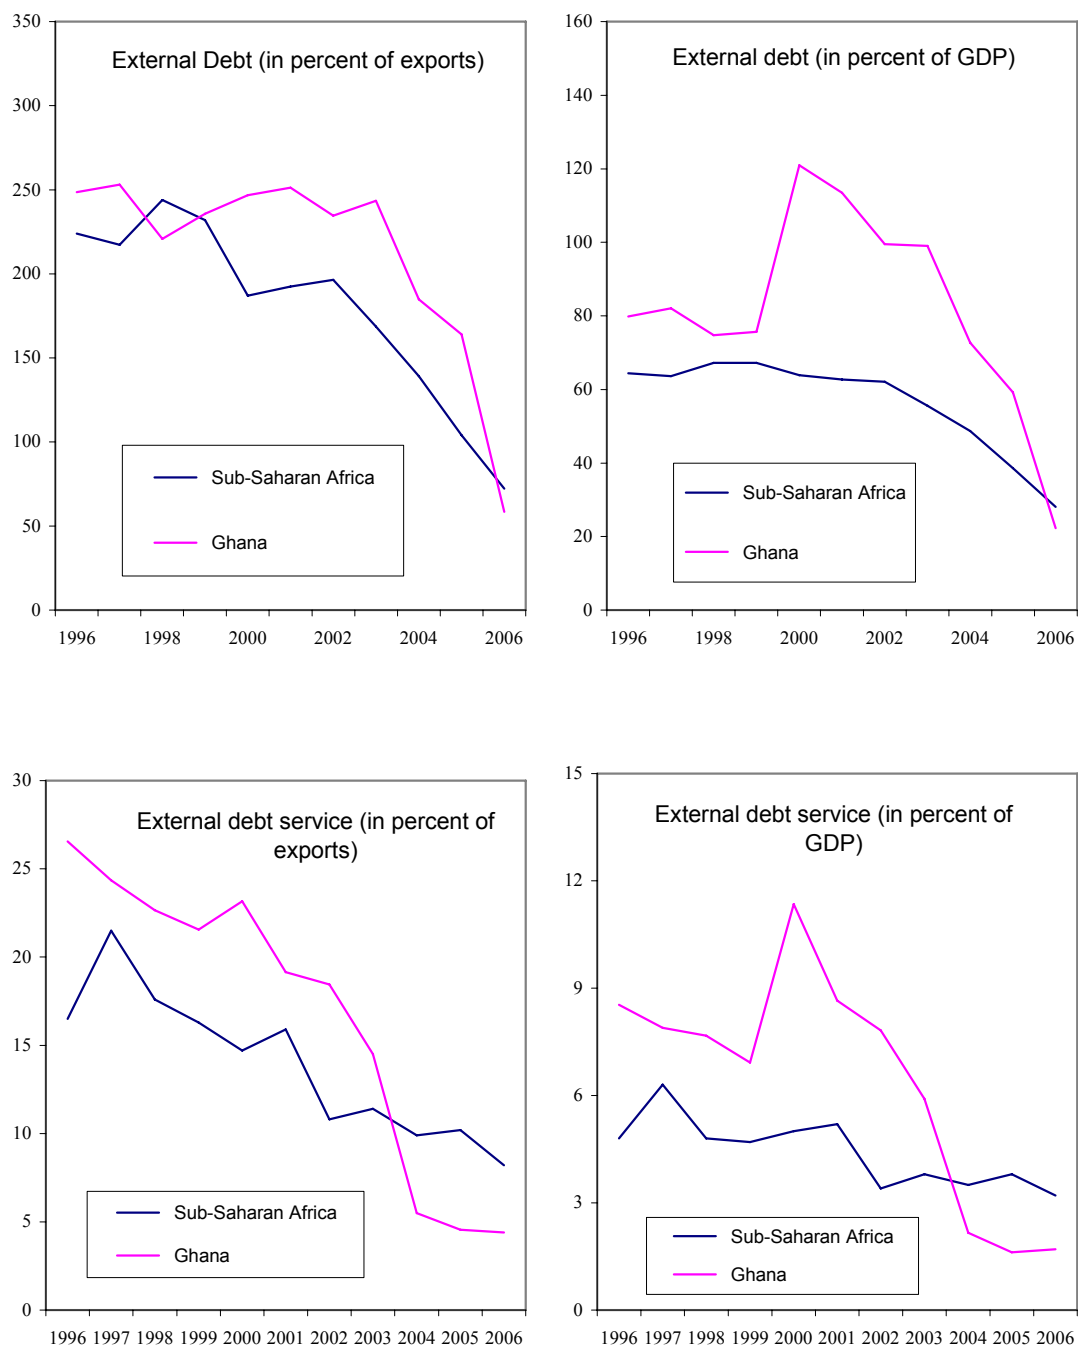 External Debt (in percent of exports)
350
300
250
200
150
100
50
0
Sub-Saharan Africa
Ghana
1996 1998 2000 2002 2004 2006
External debt (in percent of GDP)
160
140
120
100
80
60
40
20
0
Sub-Saharan Africa
Ghana
1996 1998 2000 2002 2004 2006
External debt service (in percent of
exports)
30
25
20
15
10
5
0
Sub-Saharan Africa
Ghana
1996 1997 1998 1999 2000 2001 2002 2003 2004 2005 2006
External debt service (in percent of
GDP)
15
12
9
6
3
0
Sub-Saharan Africa
Ghana
1996 1997 1998 1999 2000 2001 2002 2003 2004 2005 2006